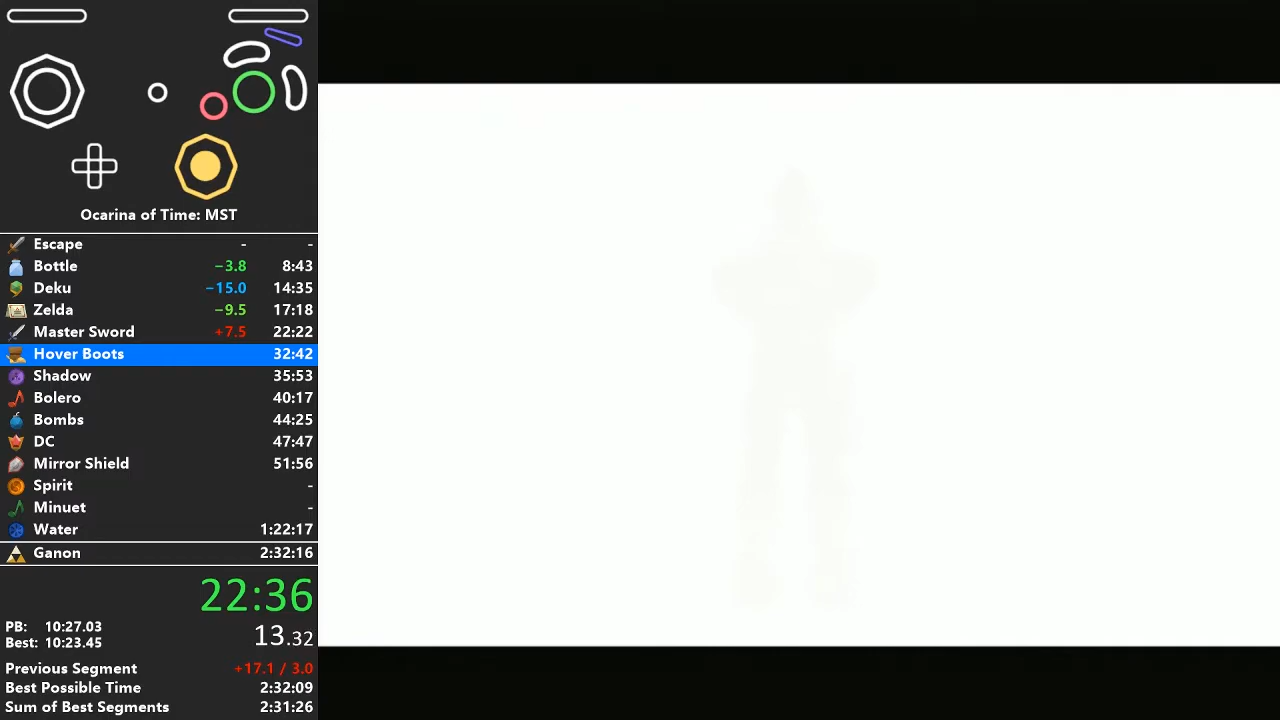 Ocarina of Time: MST
Escape - -
Bottle −3.8 8:43
Deku −15.0 14:35
Zelda −9.5 17:18
Master Sword +7.5 22:22
Hover Boots 32:42
Shadow 35:53
Bolero 40:17
Bombs 44:25
DC 47:47
Mirror Shield 51:56
Spirit -
Minuet -
Water 1:22:17
Ganon 2:32:16
22:36
PB: 10:27.03
Best: 10:23.45
13.32
Previous Segment +17.1 / 3.0
Best Possible Time 2:32:09
Sum of Best Segments 2:31:26